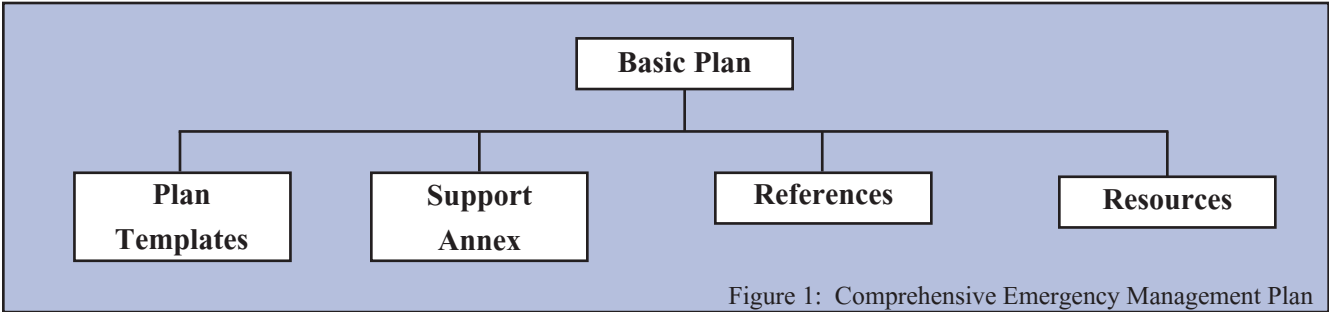 Basic Plan
Plan
Templates
Support
Annex
References
Resources
Figure 1:  Comprehensive Emergency Management Plan